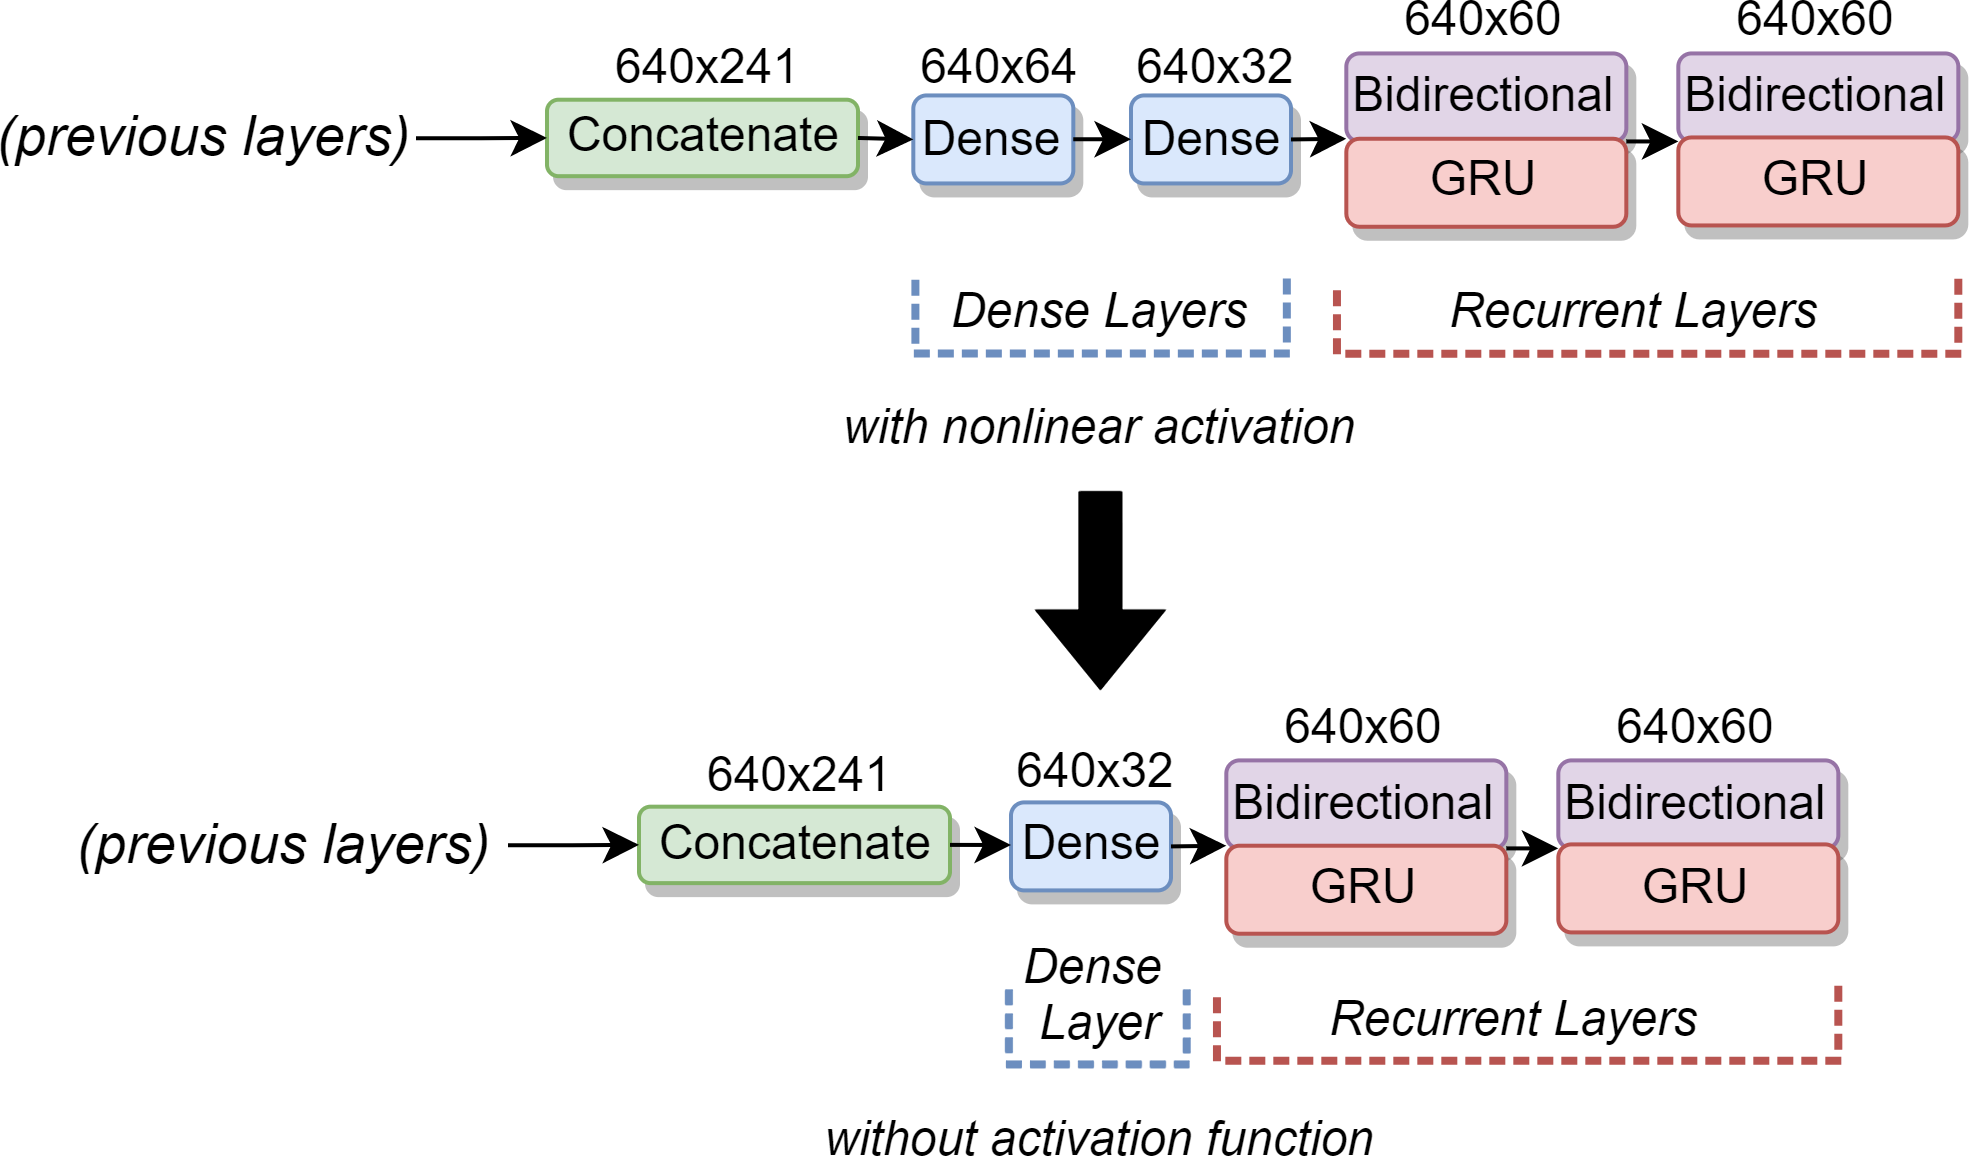 640x60 640x60
640x241 640x64 640x32
Bidirectional Bidirectional
(previous layers) Concatenate Dense Dense
GRU GRU
Dense Layers Recurrent Layers
with nonlinear activation
640x60 640x60
640x241 640x32
Bidirectional Bidirectional
(previous layers) Concatenate Dense
GRU GRU
Dense
Layer Recurrent Layers
without activation function